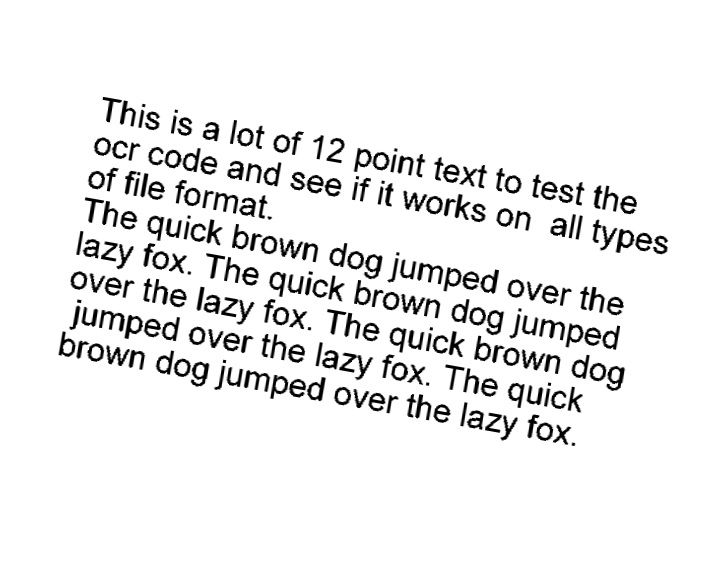 This is a lot of 12 point text to test the
ocr code and see if it works on  all types
of file format.
The quick brown dog jumped over the
lazy fox. The quick brown dog jumped
over the lazy fox. The quick brown dog
jumped over the lazy fox. The quick
brown dog jumped over the lazy fox.